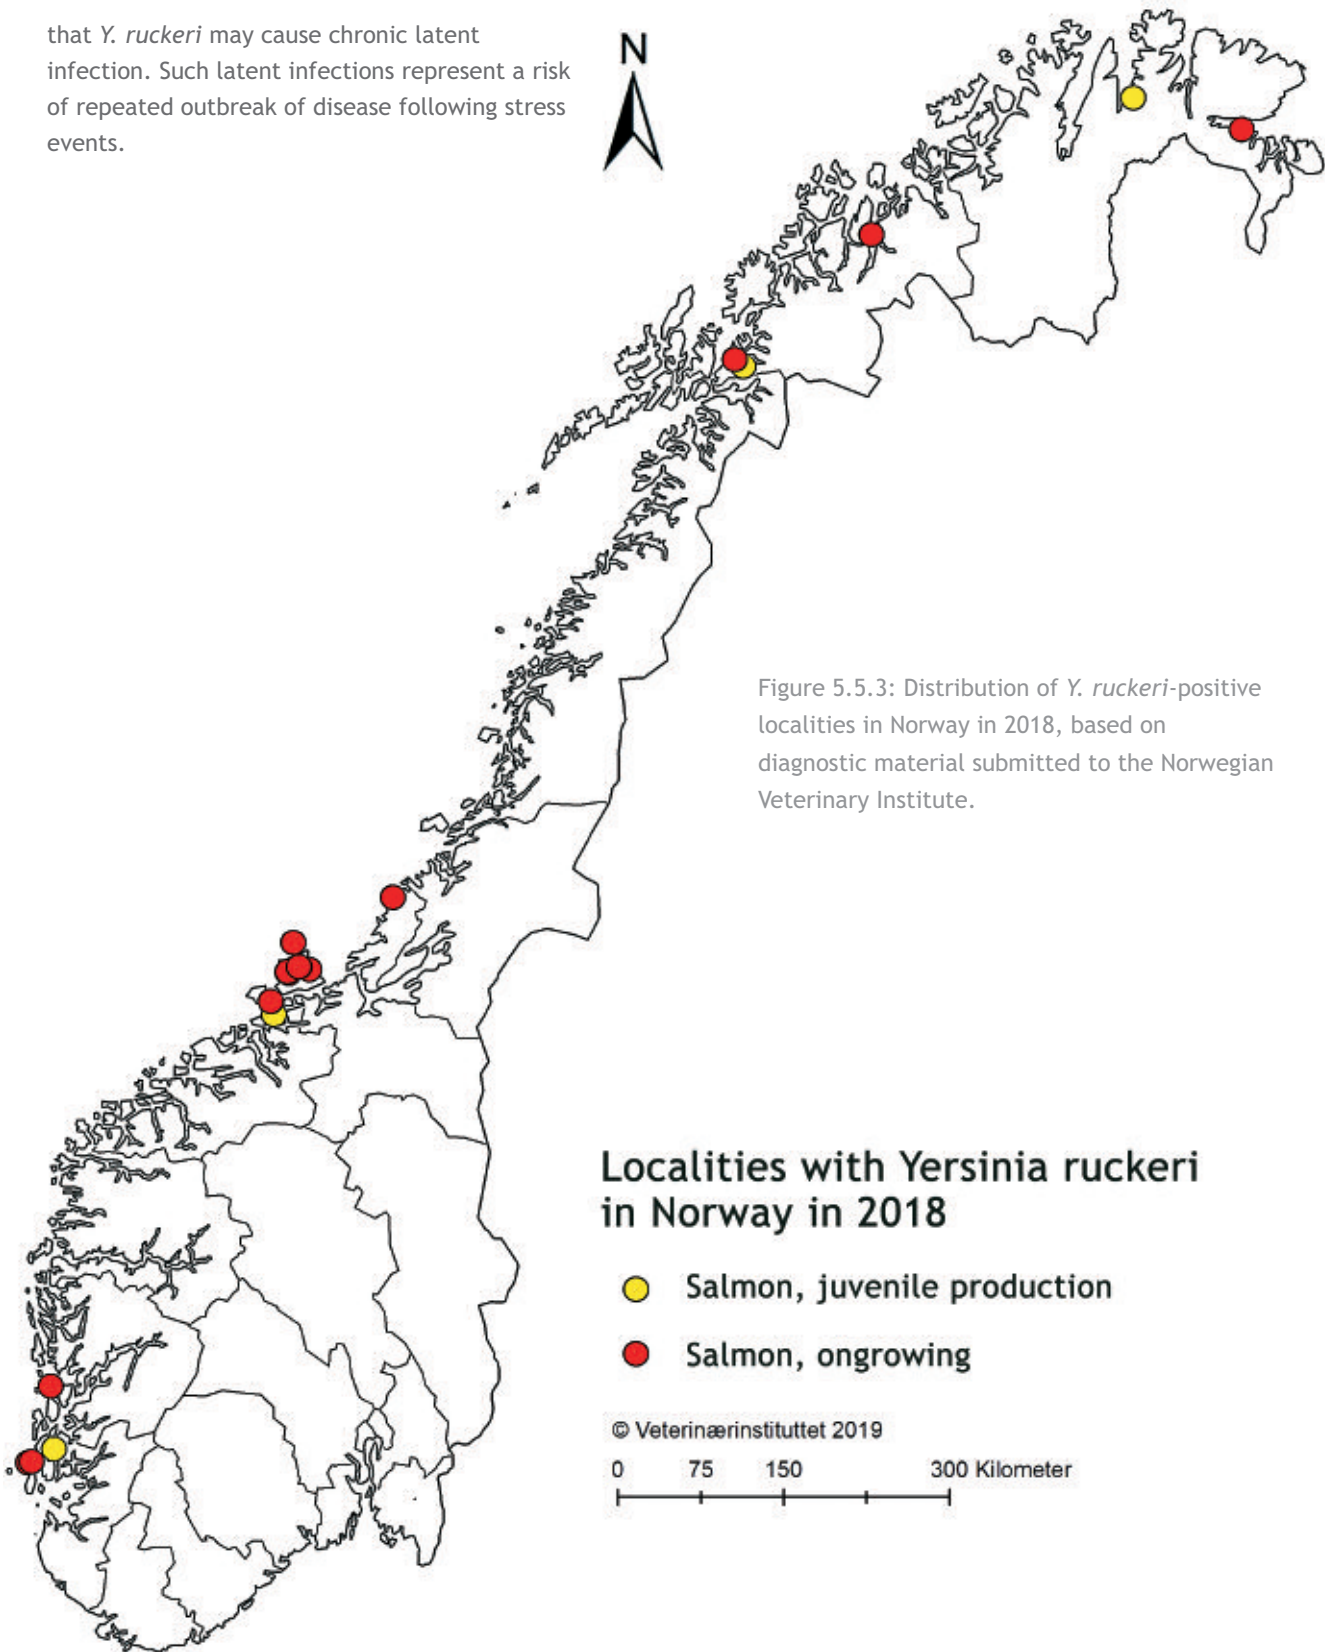 that Y. ruckeri may cause chronic latent
infection. Such latent infections represent a risk
of repeated outbreak of disease following stress
events.
N
Figure 5.5.3: Distribution of Y. ruckeri-positive
localities in Norway in 2018, based on
diagnostic material submitted to the Norwegian
Veterinary Institute.
Localities with Yersinia ruckeri
in Norway in 2018
Salmon, juvenile production
Salmon, ongrowing
© Veterinærinstituttet 2019
0 75 150 300 Kilometer